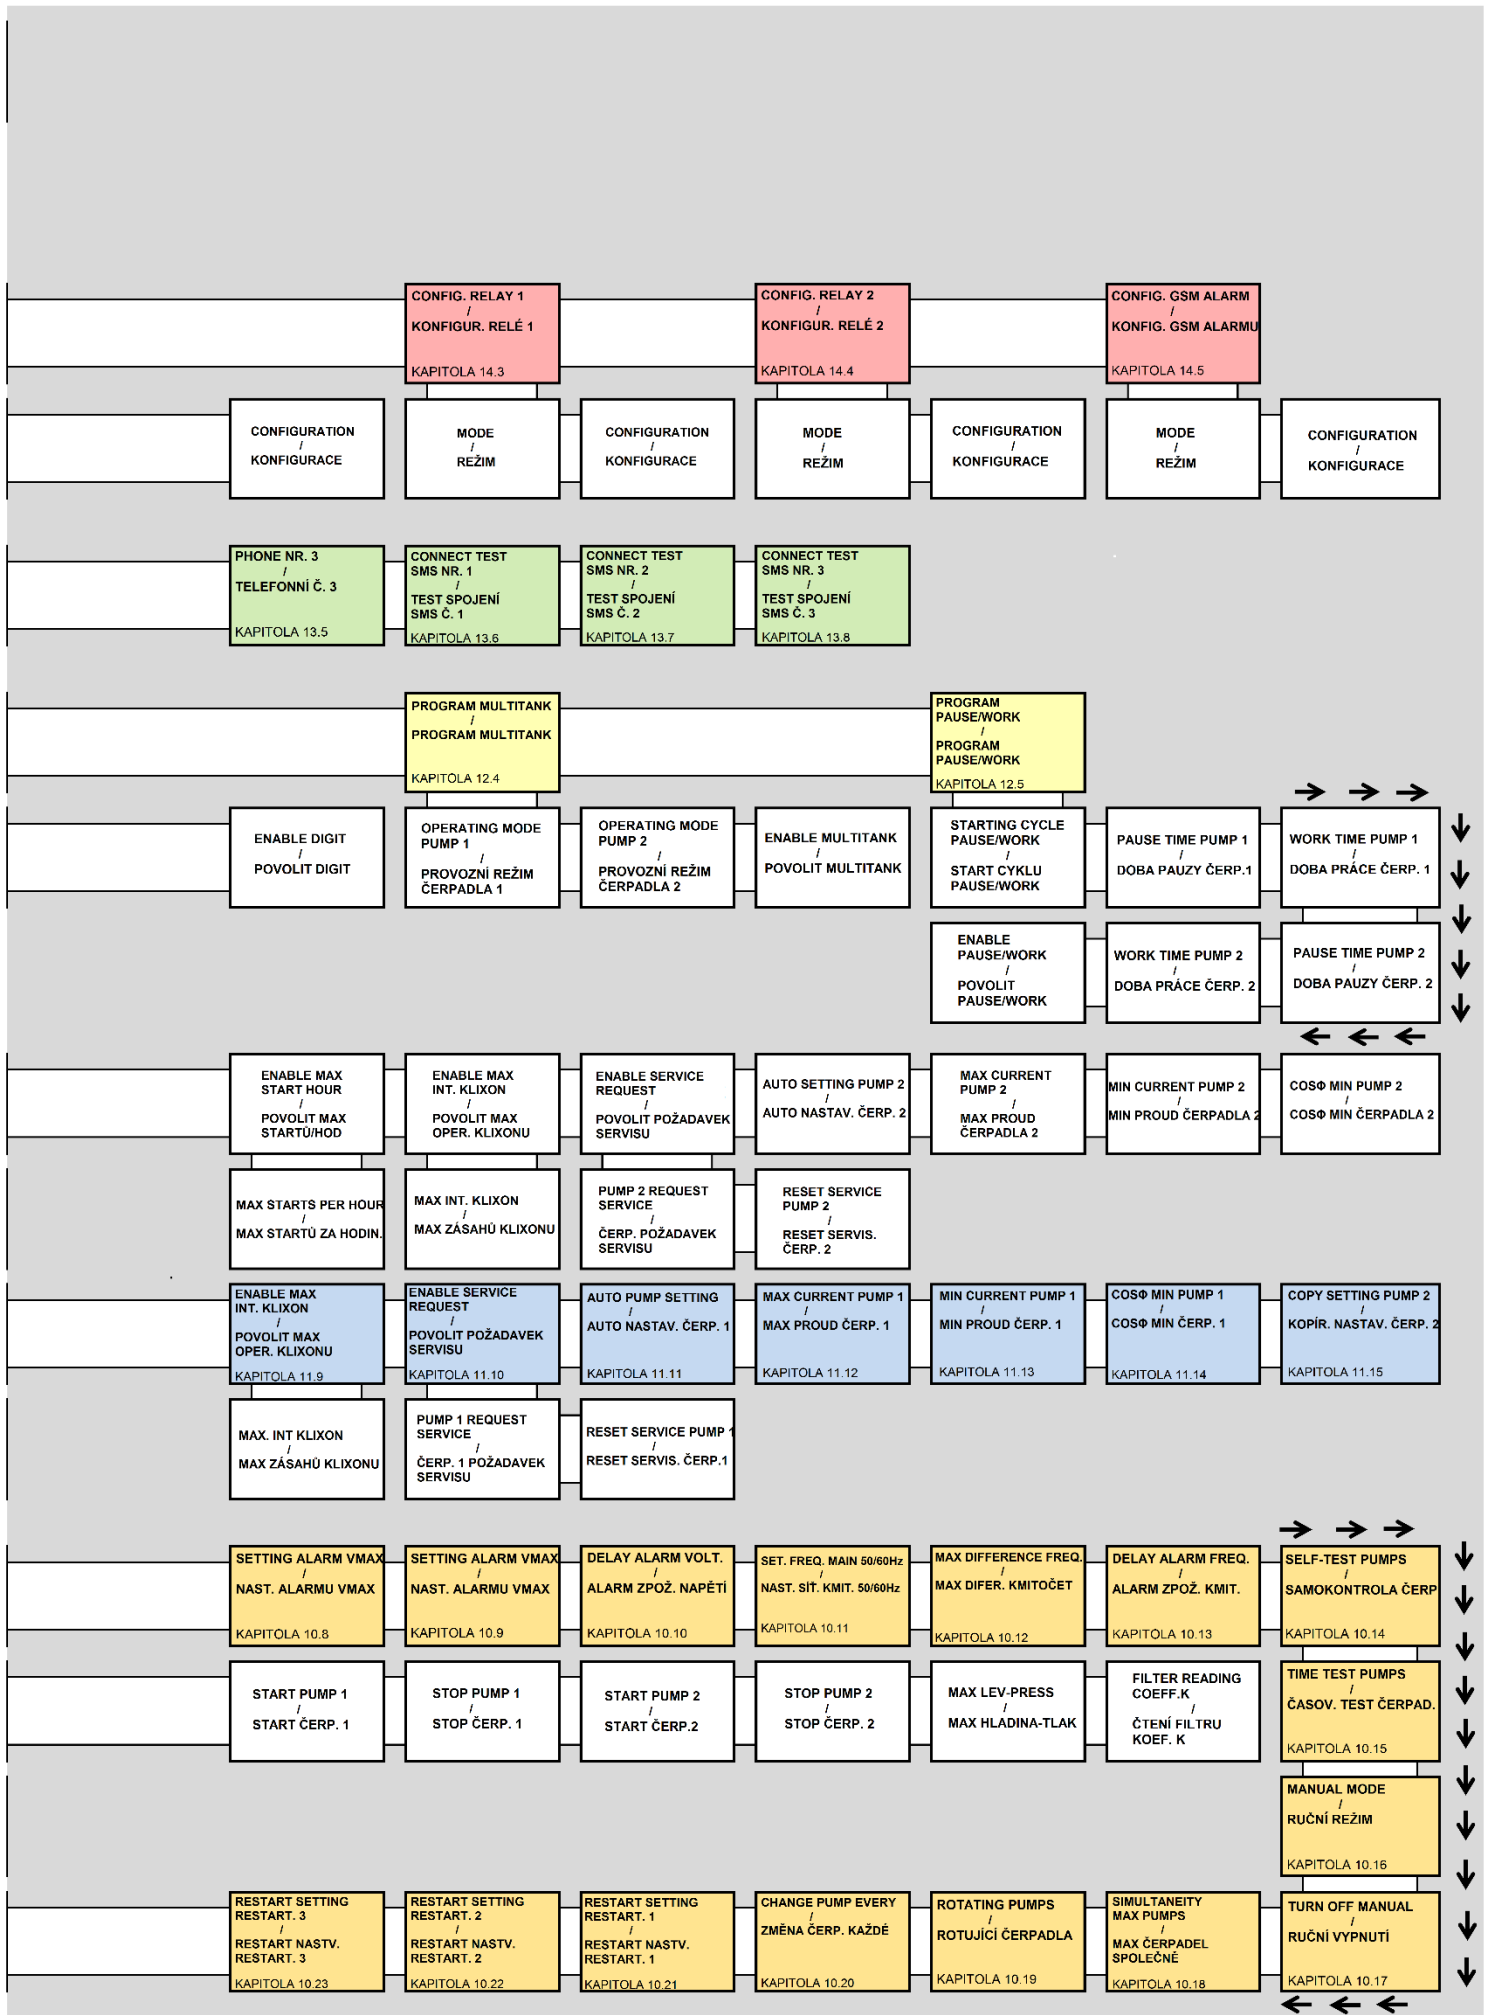 CONFIG. RELAY 1
/
KONFIGUR. RELÉ 1
KAPITOLA 14.3
CONFIG. RELAY 2
/
KONFIGUR. RELÉ 2
KAPITOLA 14.4
CONFIG. GSM ALARM
/
KONFIG. GSM ALARMU
KAPITOLA 14.5
CONFIGURATION
/
KONFIGURACE
MODE
/
REŽIM
CONFIGURATION
/
KONFIGURACE
MODE
/
REŽIM
CONFIGURATION
/
KONFIGURACE
MODE
/
REŽIM
CONFIGURATION
/
KONFIGURACE
PHONE NR. 3
/
TELEFONNÍ Č. 3
KAPITOLA 13.5
CONNECT TEST
SMS NR. 1
/
TEST SPOJENÍ
SMS Č. 1
KAPITOLA 13.6
CONNECT TEST
SMS NR. 2
/
TEST SPOJENÍ
SMS Č. 2
KAPITOLA 13.7
CONNECT TEST
SMS NR. 3
/
TEST SPOJENÍ
SMS Č. 3
KAPITOLA 13.8
PROGRAM MULTITANK
/
PROGRAM MULTITANK
KAPITOLA 12.4
PROGRAM
PAUSE/WORK
/
PROGRAM
PAUSE/WORK
KAPITOLA 12.5
ENABLE DIGIT
/
POVOLIT DIGIT
OPERATING MODE
PUMP 1
/
PROVOZNÍ REŽIM
ČERPADLA 1
OPERATING MODE
PUMP 2
/
PROVOZNÍ REŽIM
ČERPADLA 2
ENABLE MULTITANK
/
POVOLIT MULTITANK
STARTING CYCLE
PAUSE/WORK
/
START CYKLU
PAUSE/WORK
PAUSE TIME PUMP 1
/
DOBA PAUZY ČERP.1
WORK TIME PUMP 1
/
DOBA PRÁCE ČERP. 1
ENABLE
PAUSE/WORK
/
POVOLIT
PAUSE/WORK
WORK TIME PUMP 2
/
DOBA PRÁCE ČERP. 2
PAUSE TIME PUMP 2
/
DOBA PAUZY ČERP. 2
ENABLE MAX
START HOUR
/
POVOLIT MAX
STARTŮ/HOD
ENABLE MAX
INT. KLIXON
/
POVOLIT MAX
OPER. KLIXONU
ENABLE SERVICE
REQUEST
/
POVOLIT POŽADAVEK
SERVISU
AUTO SETTING PUMP 2
/
AUTO NASTAV. ČERP. 2
MAX CURRENT
PUMP 2
/
MAX PROUD
ČERPADLA 2
MIN CURRENT PUMP 2
/
MIN PROUD ČERPADLA 2
COSΦ MIN PUMP 2
/
COSΦ MIN ČERPADLA 2
MAX STARTS PER HOUR
/
MAX STARTŮ ZA HODIN.
MAX INT. KLIXON
/
MAX ZÁSAHŮ KLIXONU
PUMP 2 REQUEST
SERVICE
/
ČERP. POŽADAVEK
SERVISU
RESET SERVICE
PUMP 2
/
RESET SERVIS.
ČERP. 2
ENABLE MAX
INT. KLIXON
/
POVOLIT MAX
OPER. KLIXONU
KAPITOLA 11.9
ENABLE SERVICE
REQUEST
/
POVOLIT POŽADAVEK
SERVISU
KAPITOLA 11.10
AUTO PUMP SETTING
/
AUTO NASTAV. ČERP. 1
KAPITOLA 11.11
MAX CURRENT PUMP 1
/
MAX PROUD ČERP. 1
KAPITOLA 11.12
MIN CURRENT PUMP 1
/
MIN PROUD ČERP. 1
KAPITOLA 11.13
COSΦ MIN PUMP 1
/
COSΦ MIN ČERP. 1
KAPITOLA 11.14
COPY SETTING PUMP 2
/
KOPÍR. NASTAV. ČERP. 2
KAPITOLA 11.15
MAX. INT KLIXON
/
MAX ZÁSAHŮ KLIXONU
PUMP 1 REQUEST
SERVICE
/
ČERP. 1 POŽADAVEK
SERVISU
RESET SERVICE PUMP 1
/
RESET SERVIS. ČERP.1
SETTING ALARM VMAX
/
NAST. ALARMU VMAX
KAPITOLA 10.8
SETTING ALARM VMAX
/
NAST. ALARMU VMAX
KAPITOLA 10.9
DELAY ALARM VOLT.
/
ALARM ZPOŽ. NAPĚTÍ
KAPITOLA 10.10
SET. FREQ. MAIN 50/60Hz
/
NAST. SÍŤ. KMIT. 50/60Hz
KAPITOLA 10.11
MAX DIFFERENCE FREQ.
/
MAX DIFER. KMITOČET
KAPITOLA 10.12
DELAY ALARM FREQ.
/
ALARM ZPOŽ. KMIT.
KAPITOLA 10.13
SELF-TEST PUMPS
/
SAMOKONTROLA ČERP
KAPITOLA 10.14
START PUMP 1
/
START ČERP. 1
STOP PUMP 1
/
STOP ČERP. 1
START PUMP 2
/
START ČERP.2
STOP PUMP 2
/
STOP ČERP. 2
MAX LEV-PRESS
/
MAX HLADINA-TLAK
FILTER READING
COEFF.K
/
ČTENÍ FILTRU
KOEF. K
TIME TEST PUMPS
/
ČASOV. TEST ČERPAD.
KAPITOLA 10.15
MANUAL MODE
/
RUČNÍ REŽIM
KAPITOLA 10.16
RESTART SETTING
RESTART. 3
/
RESTART NASTV.
RESTART. 3
KAPITOLA 10.23
RESTART SETTING
RESTART. 2
/
RESTART NASTV.
RESTART. 2
KAPITOLA 10.22
RESTART SETTING
RESTART. 1
/
RESTART NASTV.
RESTART. 1
KAPITOLA 10.21
CHANGE PUMP EVERY
/
ZMĚNA ČERP. KAŽDÉ
KAPITOLA 10.20
ROTATING PUMPS
/
ROTUJÍCÍ ČERPADLA
KAPITOLA 10.19
SIMULTANEITY
MAX PUMPS
/
MAX ČERPADEL
SPOLEČNĚ
KAPITOLA 10.18
TURN OFF MANUAL
/
RUČNÍ VYPNUTÍ
KAPITOLA 10.17